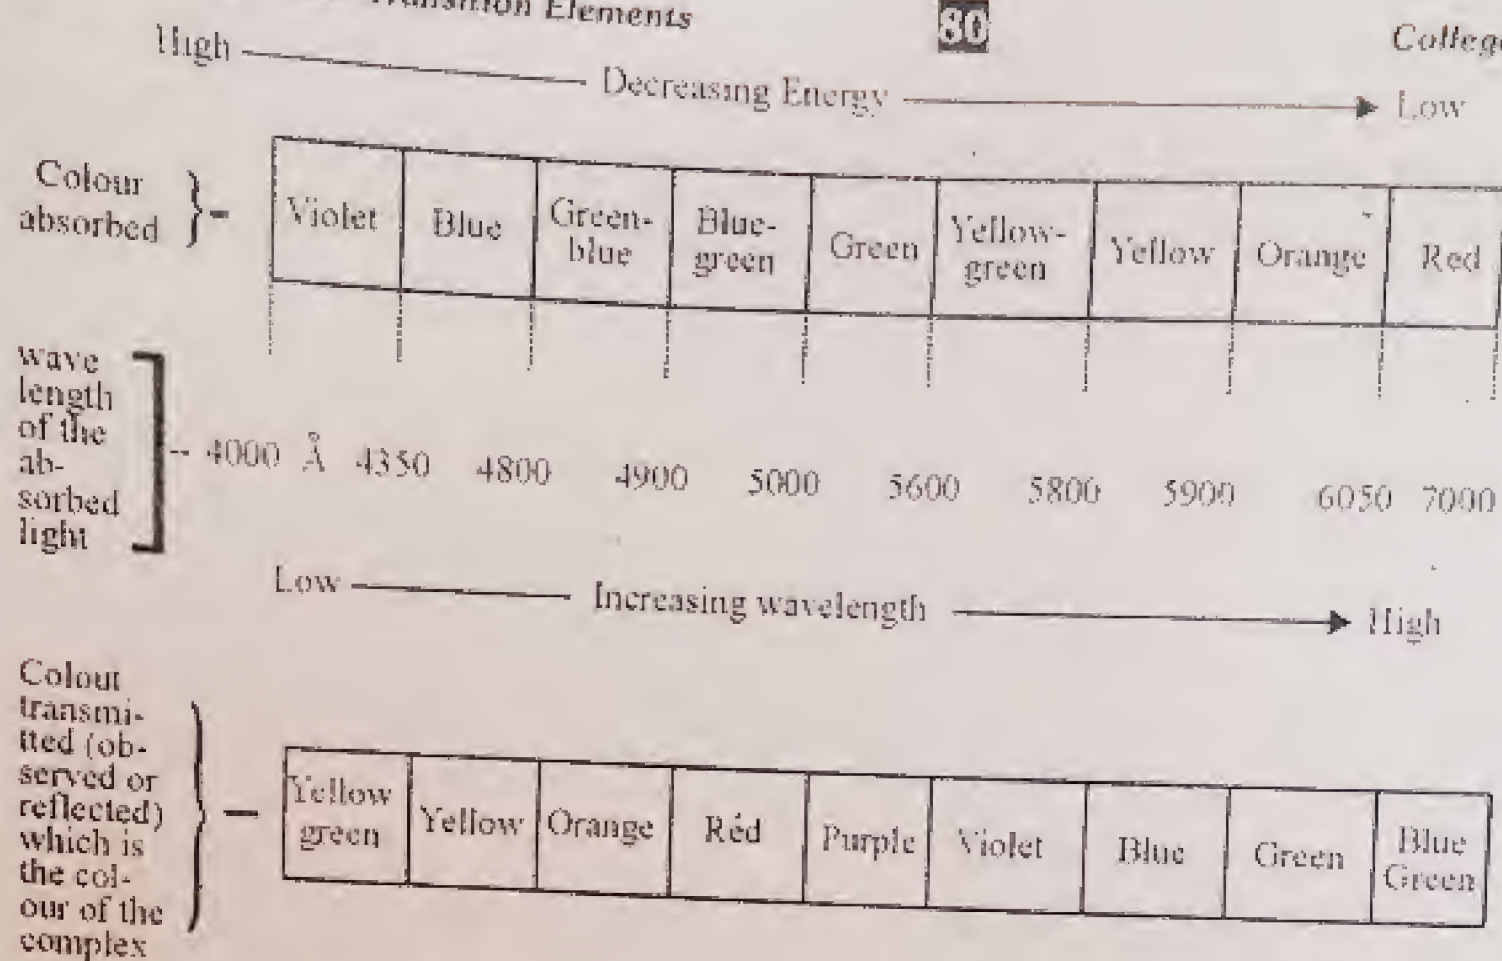 Transition Elements
80
College
High Decreasing Energy Low
Colour
absorbed
Violet
Blue
Green-
blue
Blue-
green
Green
Yellow-
green
Yellow
Orange
Red
wave
length
of the
ab-
sorbed
light
4000 Å 4350 4800 4900 5000 5600 5800 5900 6050 7000
Low Increasing wavelength High
Colour
transmi-
tted (ob-
served or
reflected)
which is
the col-
our of the
complex
Yellow
green
Yellow
Orange
Red
Purple
Violet
Blue
Green
Blue
Green